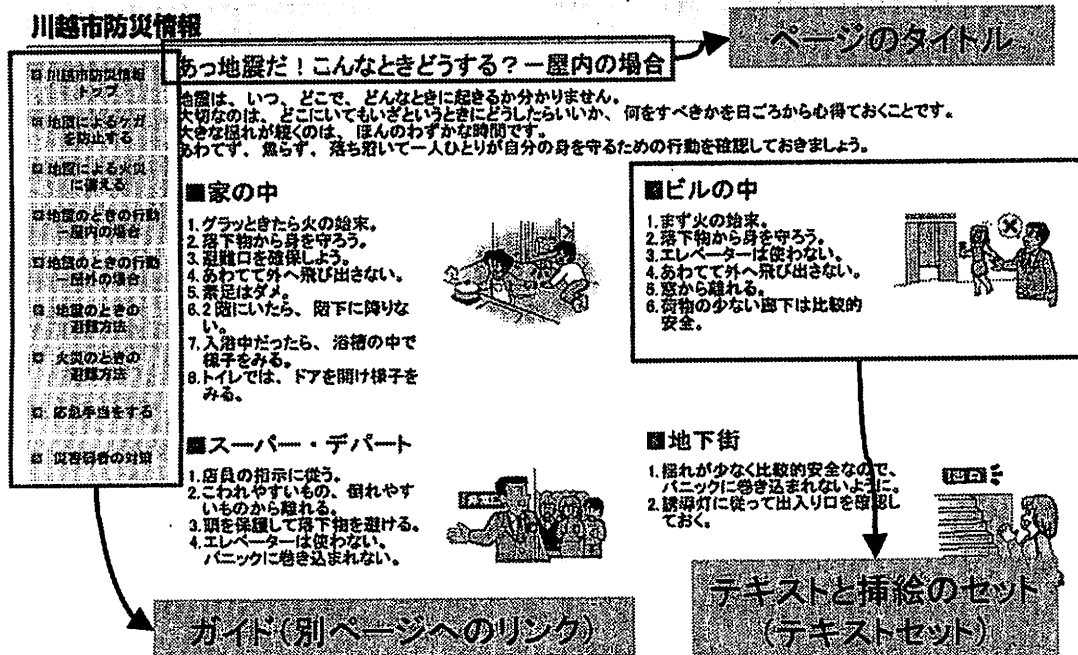 川越市防災情報
ページのタイトル
川越市防災情報
トップ
地震によるケガ
を防止する
地震による火災
に備える
地震のときの行動
ー屋内の場合
地震のときの行動
ー屋外の場合
地震のときの
避難方法
火災のときの
避難方法
応急手当をする
災害弱者の対策
あっ地震だ!こんなときどうする?ー屋内の場合
地震は、いつ、どこで、どんなときに起きるか分かりません。
大切なのは、どこにいてもいざというときにどうしたらいいか、何をすべきかを日ごろから心得ておくことです。
大きな揺れが続くのは、ほんのわずかな時間です。
あわてず、焦らず、落ち着いて一人ひとりが自分の身を守るための行動を確認しておきましょう。
■家の中
1.グラッときたら火の始末。
2.落下物から身を守ろう。
3.避難口を確保しよう。
4.あわてて外へ飛び出さない。
5.素足はダメ。
6.2階にいたら、階下に降りな
い。
7.入浴中だったら、浴槽の中で
様子をみる。
8.トイレでは、ドアを開け様子を
みる。
■ビルの中
1.まず火の始末。
2.落下物から身を守ろう。
3.エレベーターは使わない。
4.あわてて外へ飛び出さない。
5.窓から離れる。
6.荷物の少ない廊下は比較的
安全。
■スーパー・デパート
1.店員の指示に従う。
2.こわれやすいもの、倒れやす
いものから離れる。
3.頭を保護して落下物を避ける。
4.エレベーターは使わない。
パニックに巻き込まれない。
■地下街
1.揺れが少なく比較的安全なので、
パニックに巻き込まれないように。
2.誘導灯に従って出入り口を確認し
ておく。
ガイド(別ページへのリンク)
テキストと挿絵のセット
(テキストセット)